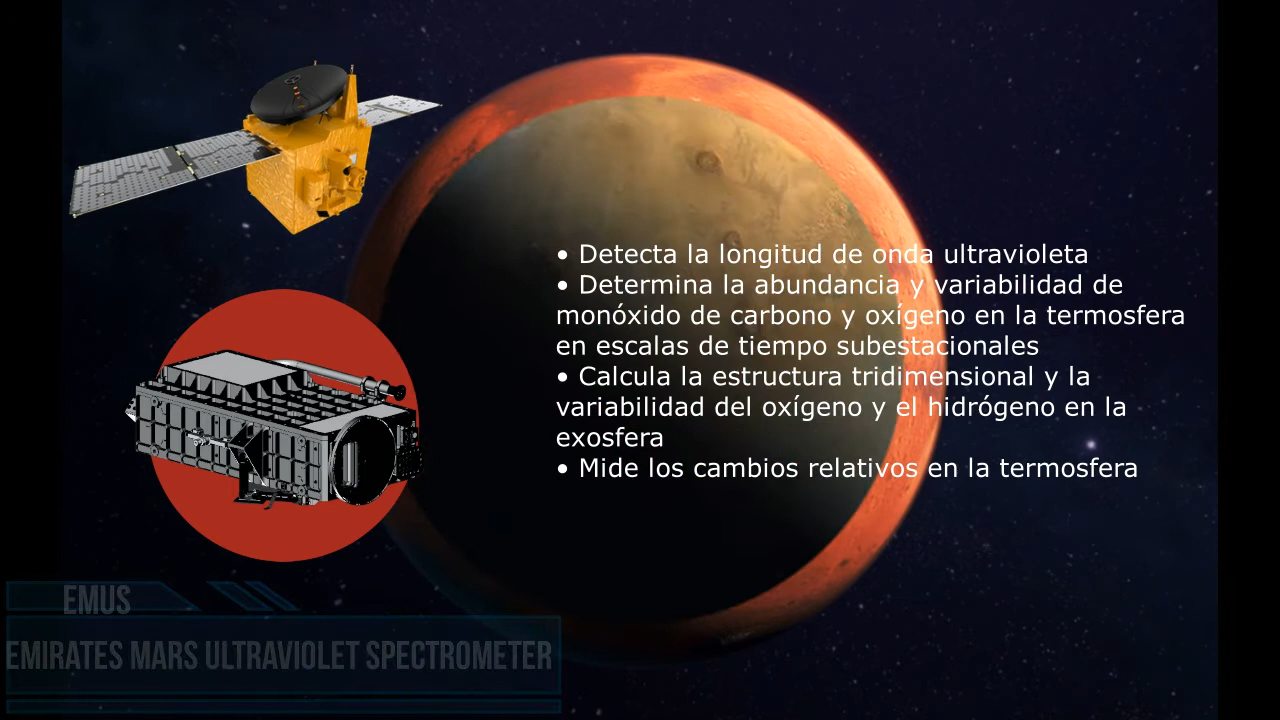 • Detecta la longitud de onda ultravioleta
• Determina la abundancia y variabilidad de
monóxido de carbono y oxígeno en la termosfera
en escalas de tiempo subestacionales
• Calcula la estructura tridimensional y la
variabilidad del oxígeno y el hidrógeno en la
exosfera
• Mide los cambios relativos en la termosfera
EMUS
EMIRATES MARS ULTRAVIOLET SPECTROMETER